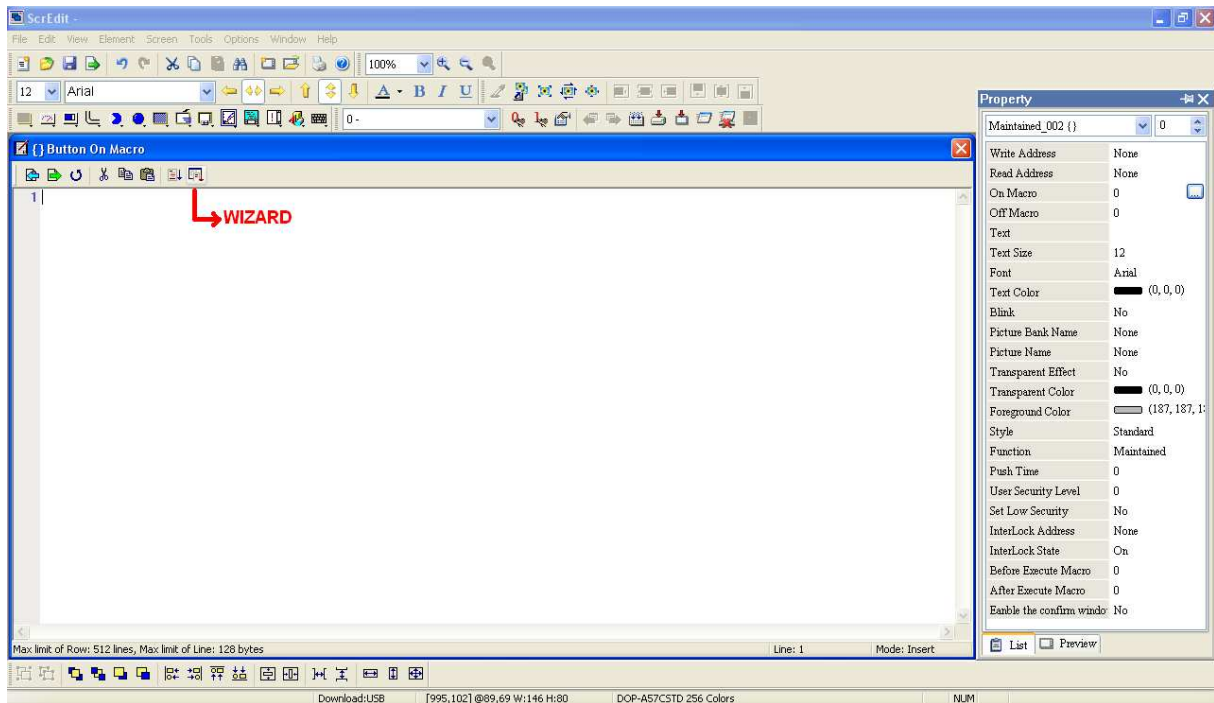 ScrEdit -
File Edit View Element Screen Tools Options Window Help
100%
12 Arial
A B I U
0 -
Property
Maintained_002 {} 0
{} Button On Macro
Write Address None
Read Address None
On Macro 0 ...
Off Macro 0
Text
Text Size 12
Font Arial
Text Color (0, 0, 0)
Blink No
Picture Bank Name None
Picture Name None
Transparent Effect No
Transparent Color (0, 0, 0)
Foreground Color (187, 187, 1
Style Standard
Function Maintained
Push Time 0
User Security Level 0
Set Low Security No
InterLock Address None
InterLock State On
Before Execute Macro 0
After Execute Macro 0
Eanble the confirm windo No
List Preview
1
WIZARD
Max limit of Row: 512 lines, Max limit of Line: 128 bytes Line: 1 Mode: Insert
Download:USB [995,102] @89,69 W:146 H:80 DOP-A57CSTD 256 Colors NUM